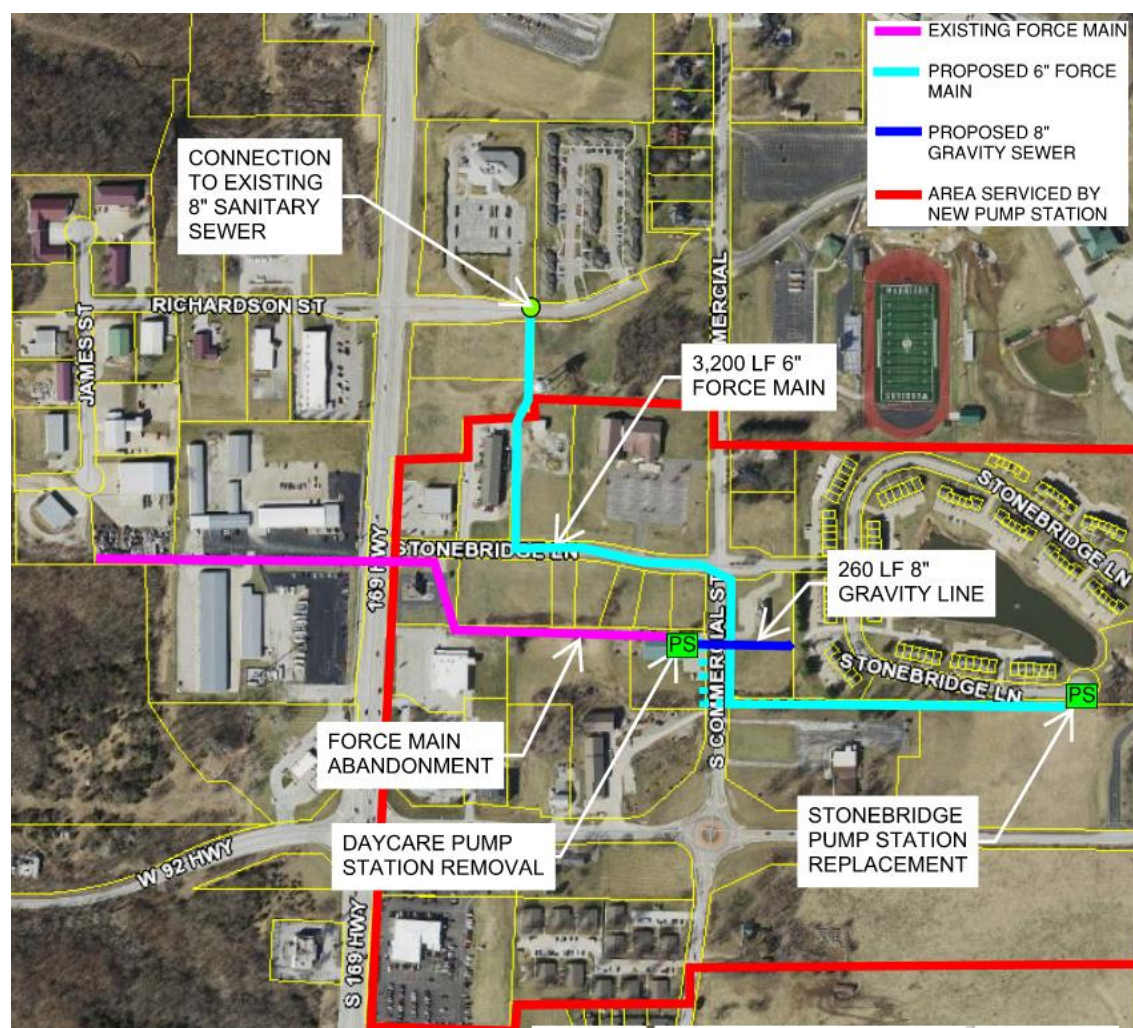 EXISTING FORCE MAIN
PROPOSED 6" FORCE
MAIN
PROPOSED 8"
GRAVITY SEWER
AREA SERVICED BY
NEW PUMP STATION
CONNECTION
TO EXISTING
8" SANITARY
SEWER
RICHARDSON ST
JAMES ST
MERCIAL
3,200 LF 6"
FORCE MAIN
STONEBRIDGE LN
169 HWY
STONEBRIDGE LN
260 LF 8"
GRAVITY LINE
PS
S COMMERCIAL ST
STONEBRIDGE LN
PS
FORCE MAIN
ABANDONMENT
DAYCARE PUMP
STATION REMOVAL
STONEBRIDGE
PUMP STATION
REPLACEMENT
W 92 HWY
S 169 HWY